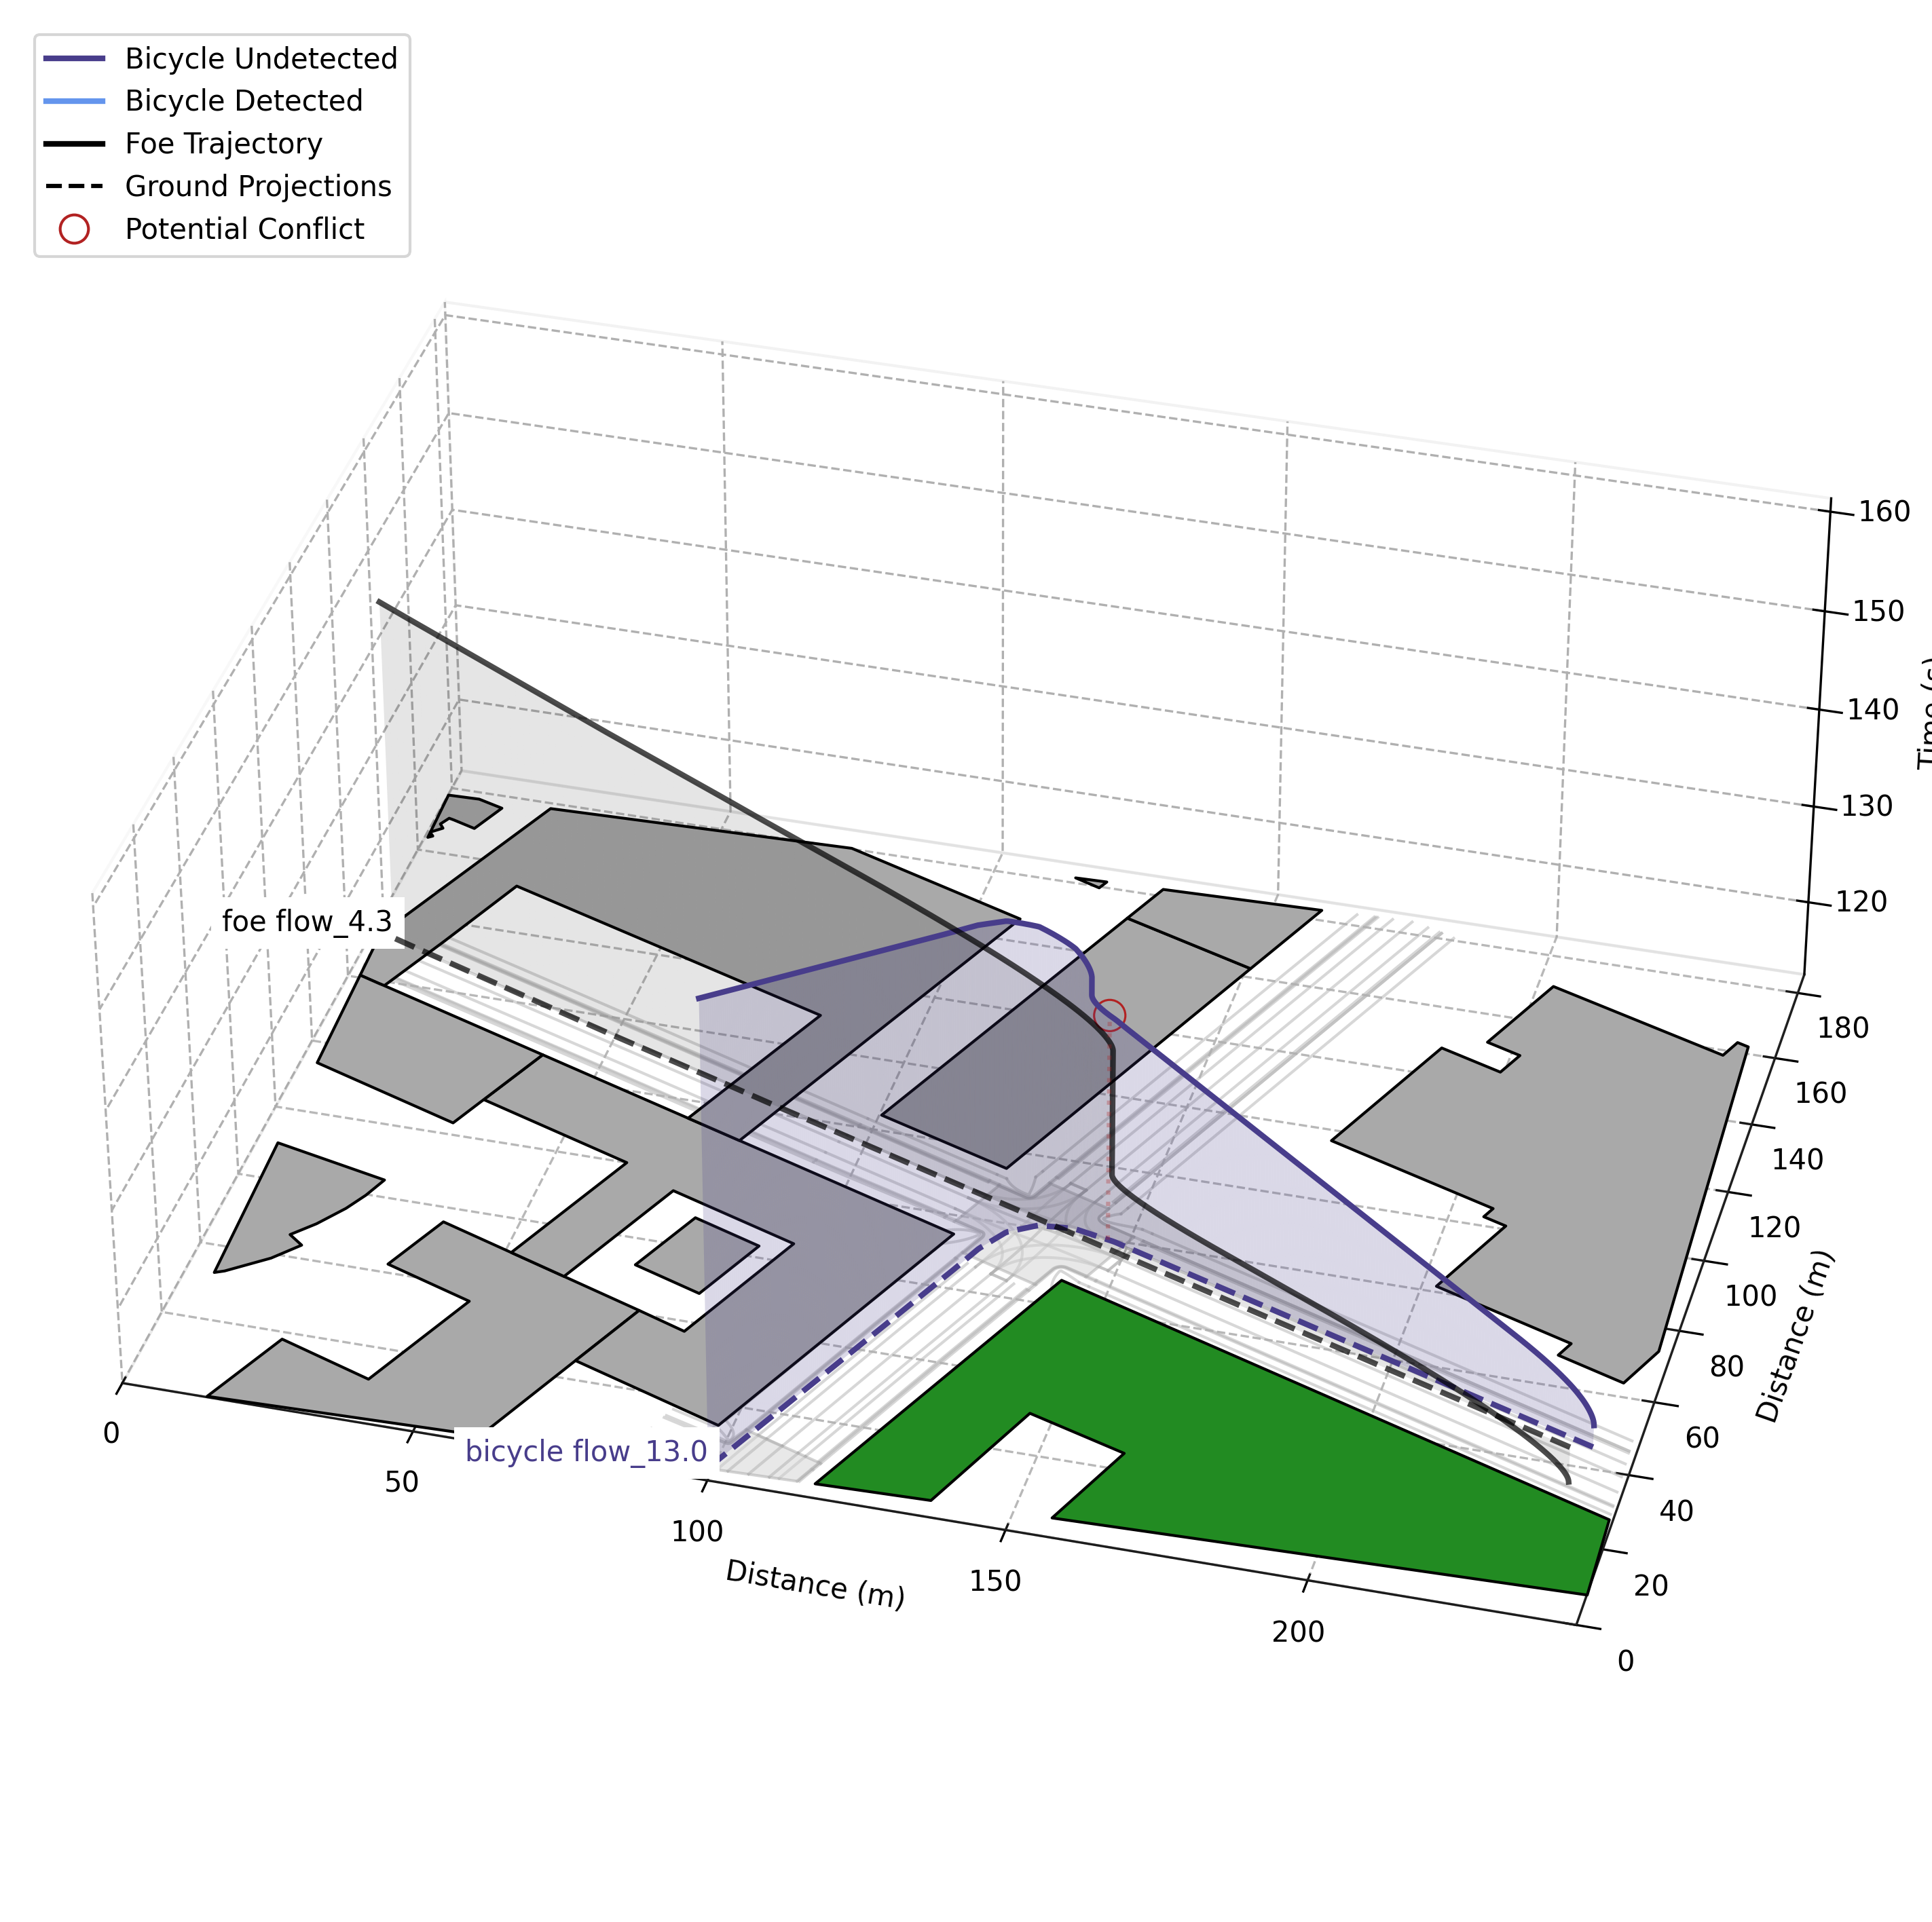 Bicycle Undetected
Bicycle Detected
Foe Trajectory
Ground Projections
Potential Conflict
160
150
140
130
120
Time (s)
foe flow_4.3
bicycle flow_13.0
0
50
100
150
200
Distance (m)
0
20
40
60
80
100
120
140
160
180
Distance (m)